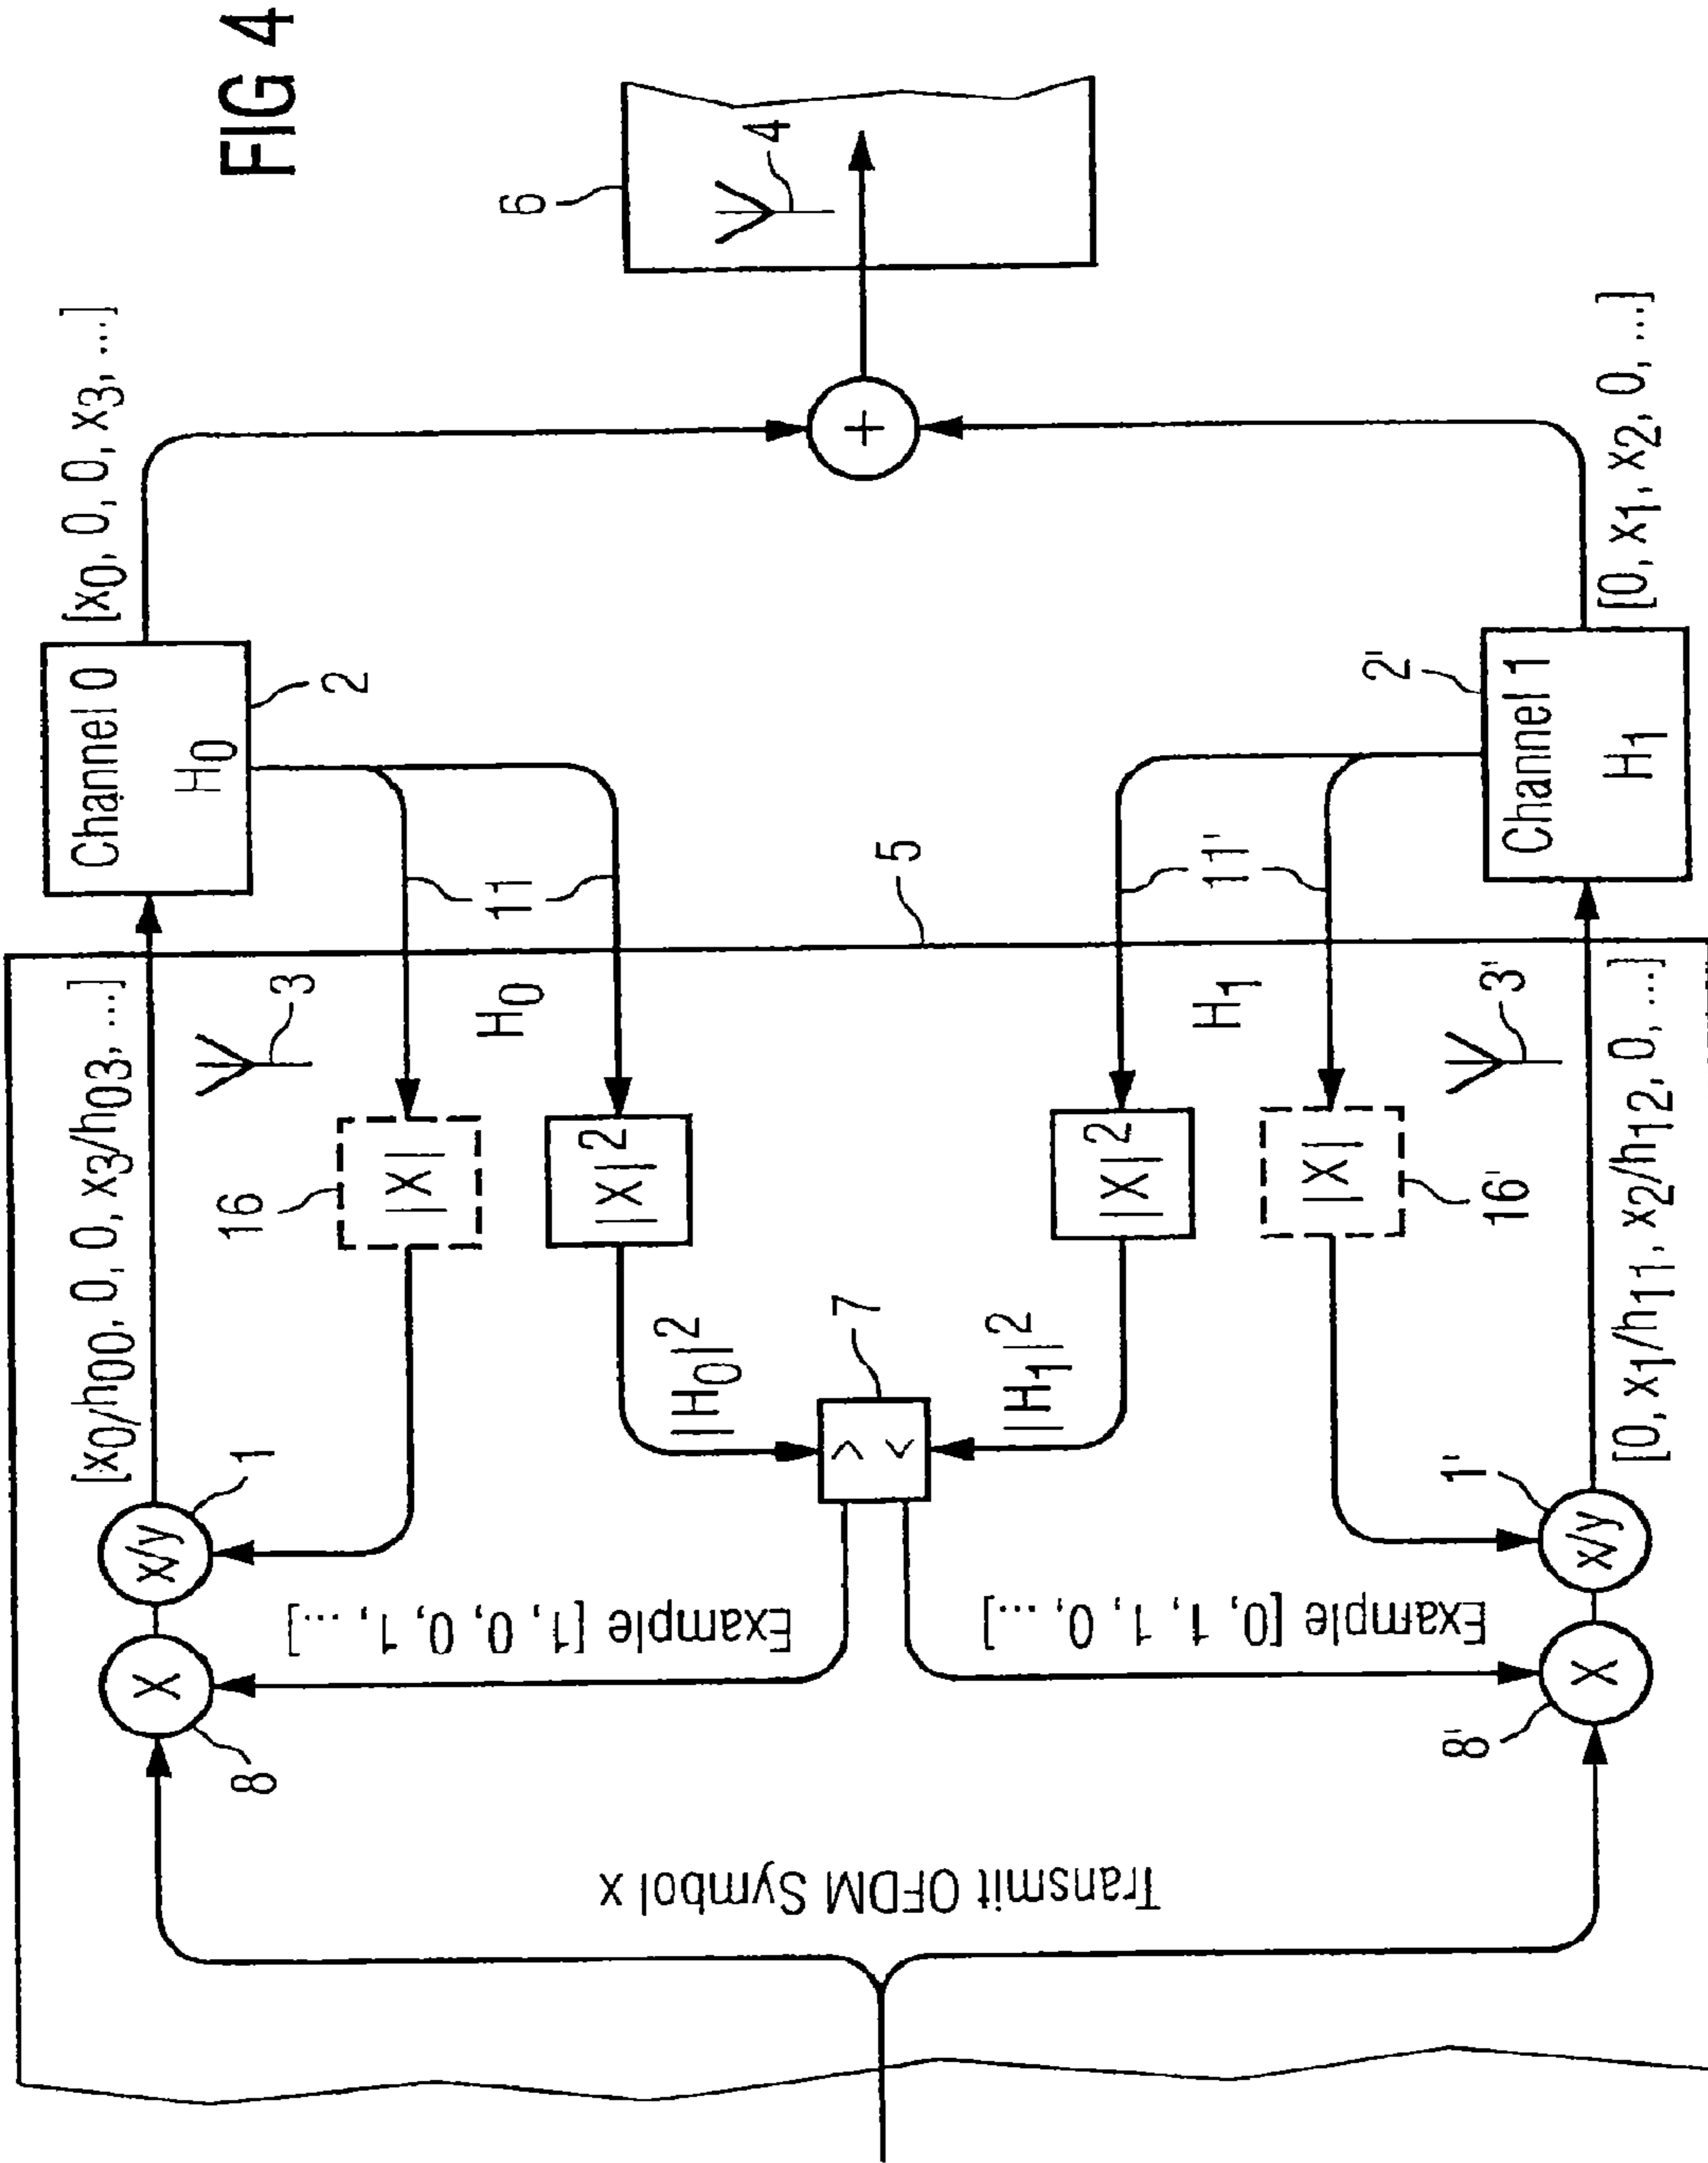 FIG 4
[x0/h00, 0, 0, x3/h03, ...]
Channel 0
H0
2
[x0, 0, 0, x3, ...]
8
X
x/y
1
3
16
|X|
11
H0
|X|2
|H0|2
Example [1, 0, 0, 1, ...]
Transmit OFDM Symbol x
7
>
<
5
+
6
4
Example [0, 1, 1, 0, ...]
|H1|2
|X|2
H1
11'
|X|
16'
3'
8'
X
x/y
1'
[0, x1/h11, x2/h12, 0, ...]
2'
Channel 1
H1
[0, x1, x2, 0, ...]